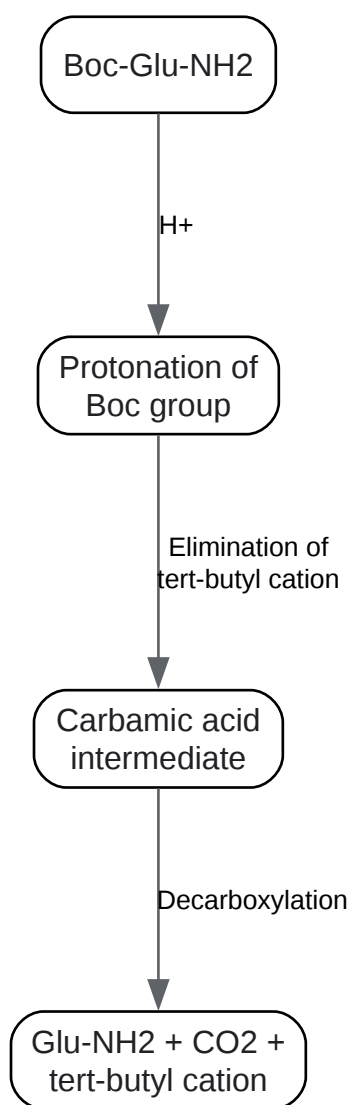 Boc-Glu-NH2
H+
Protonation of
Boc group
Elimination of
tert-butyl cation
Carbamic acid
intermediate
Decarboxylation
Glu-NH2 + CO2 +
tert-butyl cation